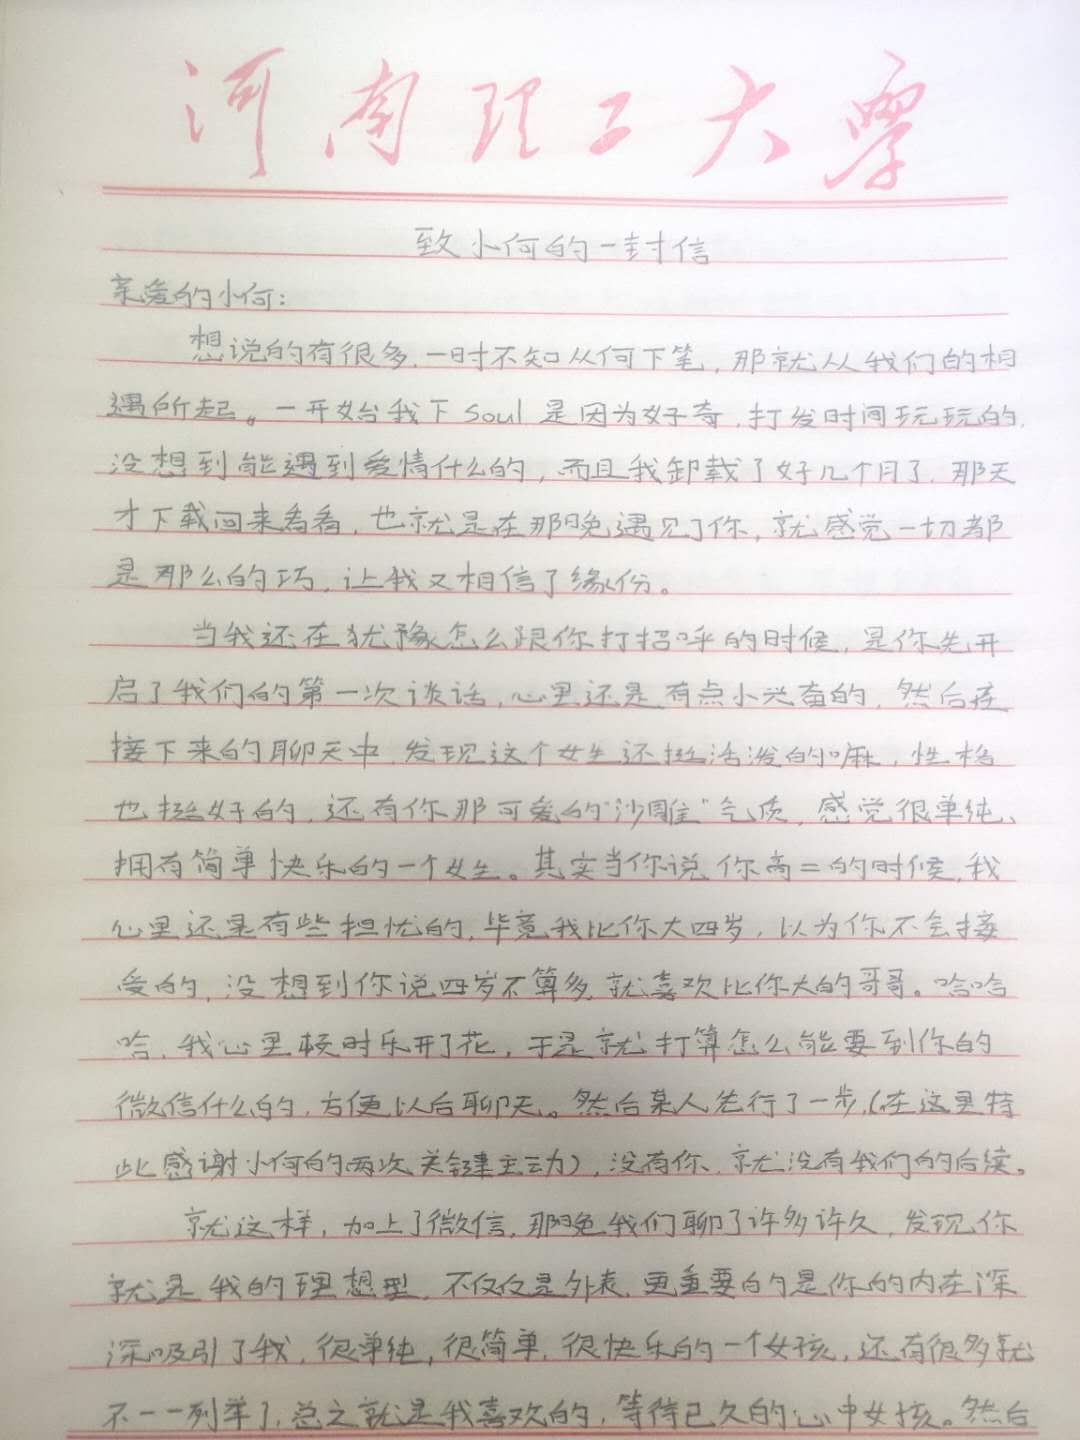 河南理工大学
致小何的一封信
亲爱的小何：
想说的有很多，一时不知从何下笔，那就从我们的相
遇所起。一开始我下soul是因为好奇，打发时间玩玩的，
没想到能遇到爱情什么的，而且我卸载了好几个月了，那天
才下载回来看看，也就是在那晚遇见了你，就感觉一切都
是那么的巧，让我又相信了缘份。
当我还在犹豫怎么跟你打招呼的时候，是你先开
启了我们的第一次谈话，心里还是有点小兴奋的，然后在
接下来的聊天中，发现这个女生还挺活泼的嘛，性格
也挺好的，还有你那可爱的“沙雕”气质，感觉很单纯、
拥有简单快乐的一个女生。其实当你说你高二的时候，我
心里还是有些担忧的，毕竟我比你大四岁，以为你不会接
受的，没想到你说四岁不算多，就喜欢比你大的哥哥。哈哈
哈，我心里顿时乐开了花，于是就打算怎么能要到你的
微信什么的，方便以后聊天。然后某人先行了一步，（在这里特
此感谢小何的两次关键主动），没有你，就没有我们的后续。
就这样，加上了微信，那晚我们聊了许多许久，发现你
就是我的理想型，不仅仅是外表，更重要的是你的内在深
深吸引了我，很单纯，很简单，很快乐的一个女孩，还有很多就
不一一列举了，总之就是我喜欢的，等待已久的心中女孩。然后